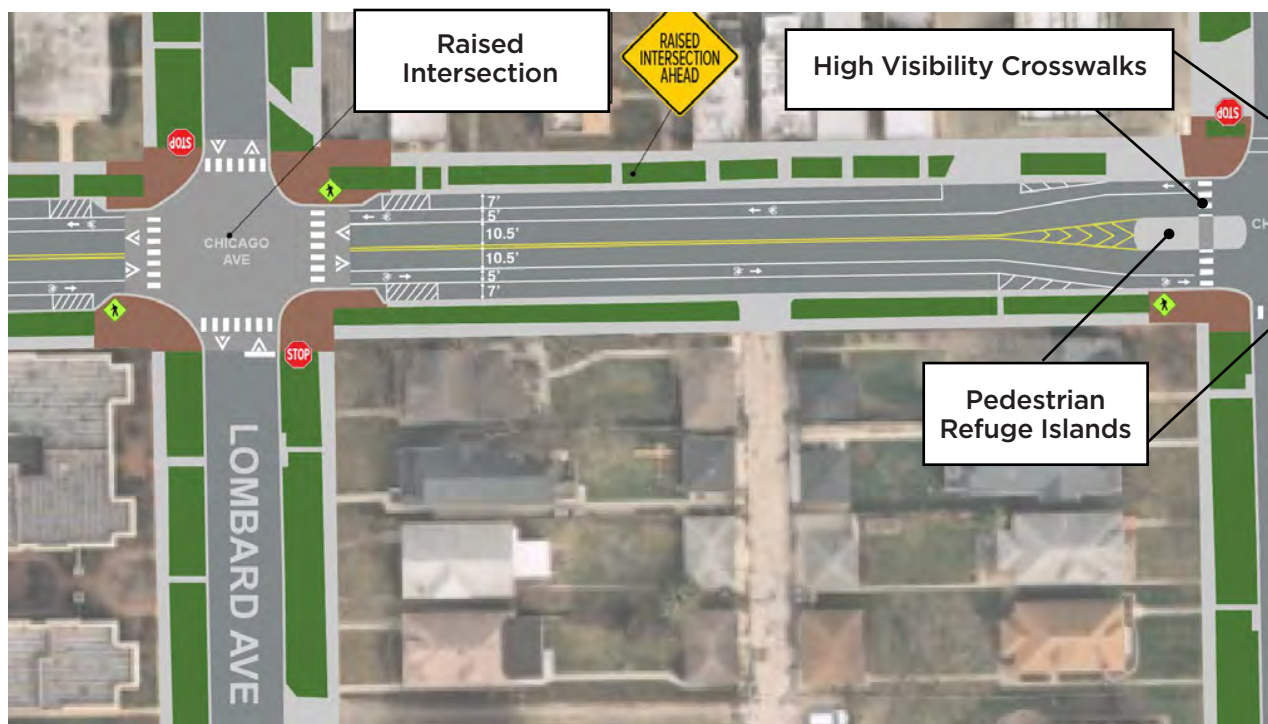 Raised
Intersection
RAISED
INTERSECTION
AHEAD
High Visibility Crosswalks
STOP
STOP
7'
5'
10.5'
10.5'
5'
7'
CHICAGO
AVE
CH
STOP
Pedestrian
Refuge Islands
LOMBARD AVE